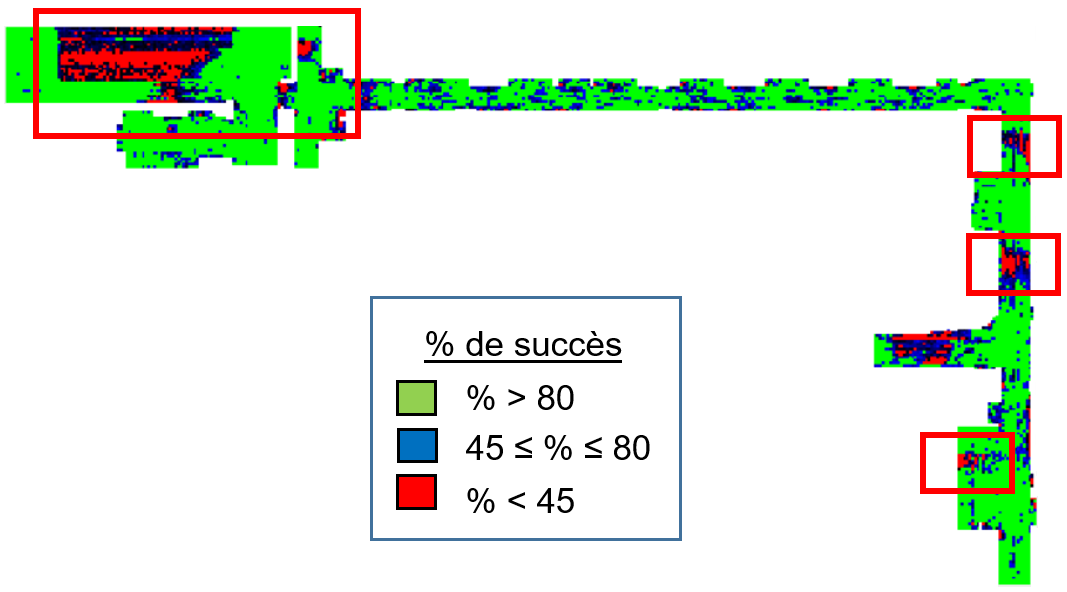 % de succès
% > 80
45 ≤ % ≤ 80
% < 45